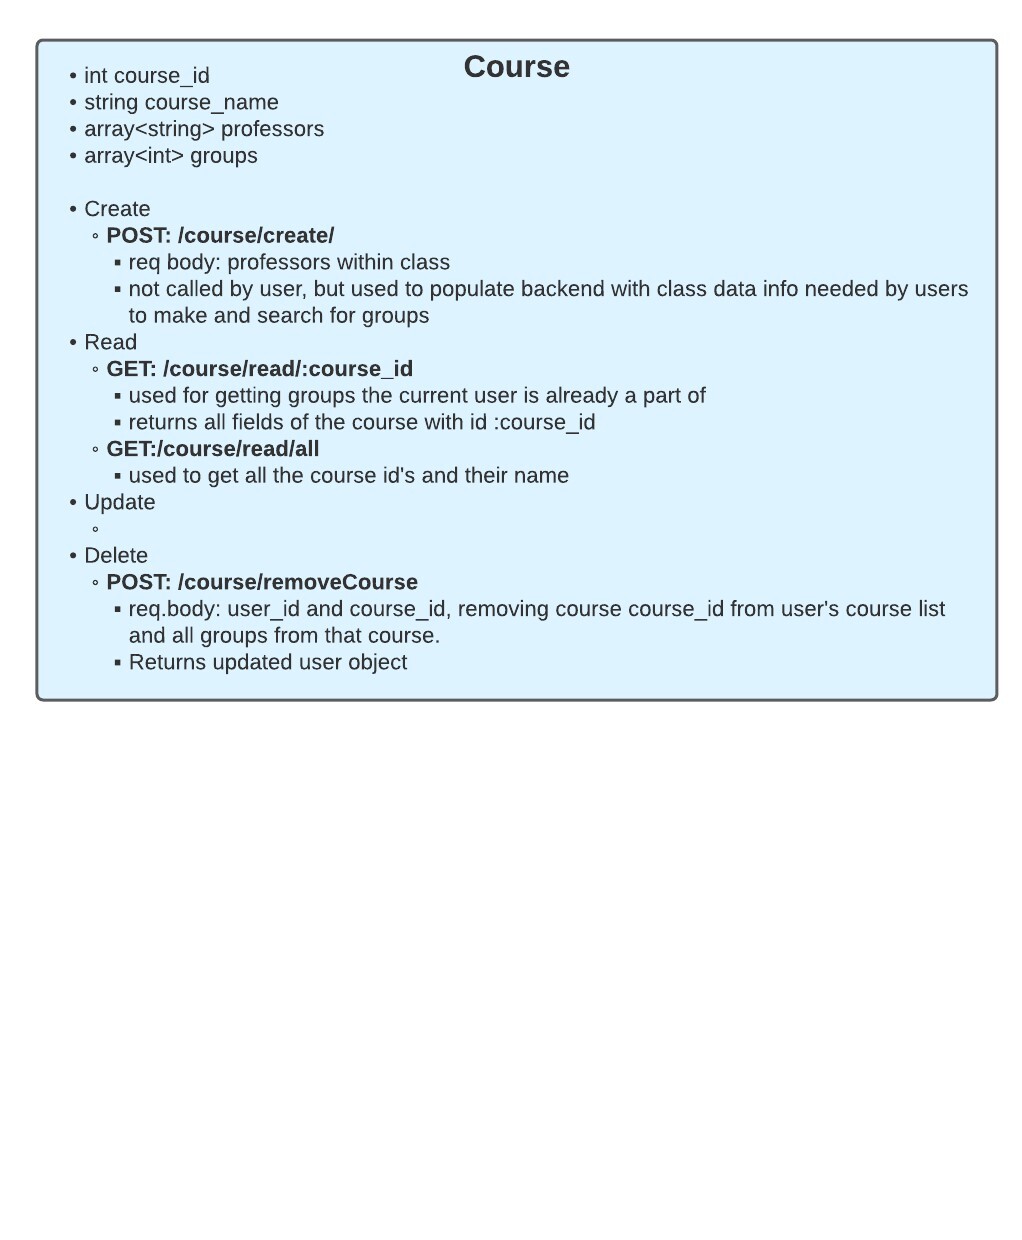 Course
• int course_id
• string course_name
• array<string> professors
• array<int> groups
• Create
◦ POST: /course/create/
▪ req body: professors within class
▪ not called by user, but used to populate backend with class data info needed by users
to make and search for groups
• Read
◦ GET: /course/read/:course_id
▪ used for getting groups the current user is already a part of
▪ returns all fields of the course with id :course_id
◦ GET:/course/read/all
▪ used to get all the course id's and their name
• Update
◦
• Delete
◦ POST: /course/removeCourse
▪ req.body: user_id and course_id, removing course course_id from user's course list
and all groups from that course.
▪ Returns updated user object